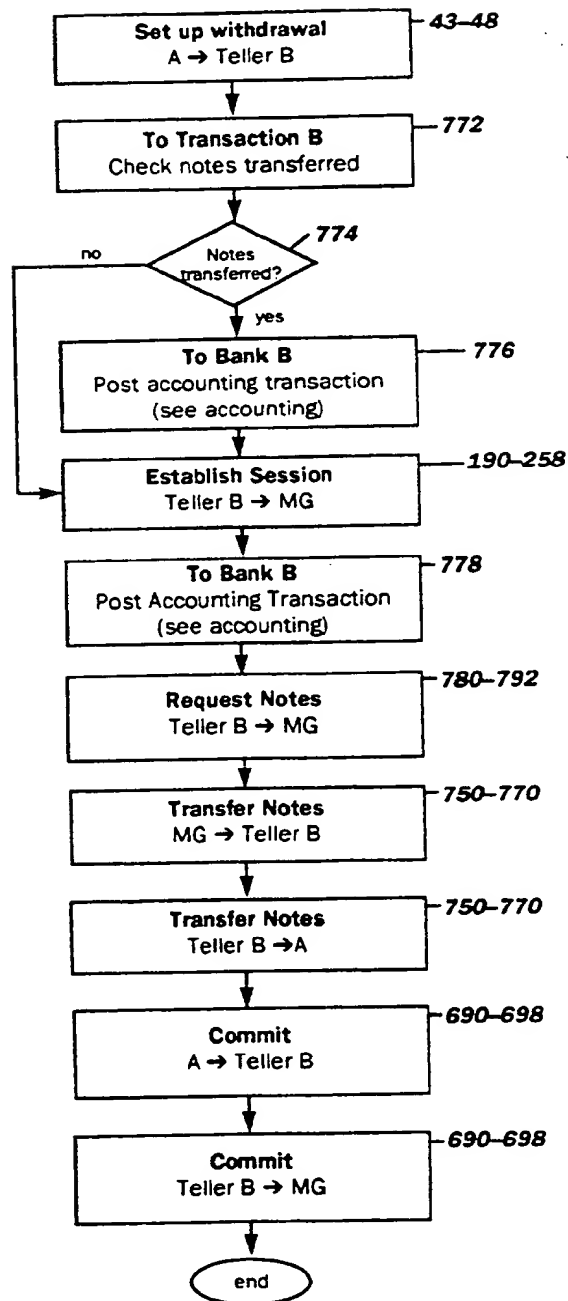 Set up withdrawal
A → Teller B
43–48
To Transaction B
Check notes transferred
772
Notes
transferred?
774
no
yes
To Bank B
Post accounting transaction
(see accounting)
776
Establish Session
Teller B → MG
190–258
To Bank B
Post Accounting Transaction
(see accounting)
778
Request Notes
Teller B → MG
780–792
Transfer Notes
MG → Teller B
750–770
Transfer Notes
Teller B →A
750–770
Commit
A → Teller B
690–698
Commit
Teller B → MG
690–698
end